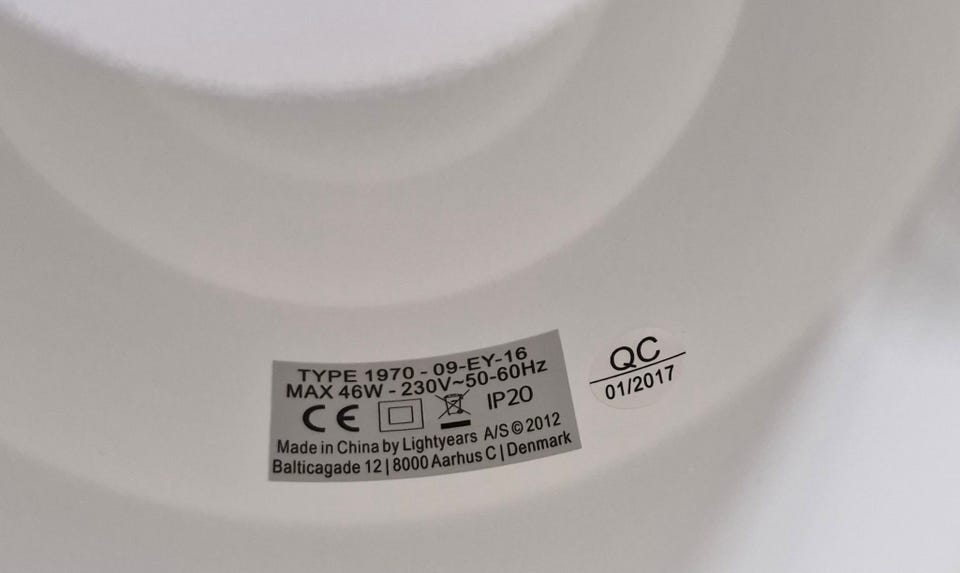 TYPE 1970 - 09-EY-16
MAX 46W - 230V~50-60Hz
CE IP20
Made in China by Lightyears A/S © 2012
Balticagade 12 | 8000 Aarhus C | Denmark
QC
01/2017